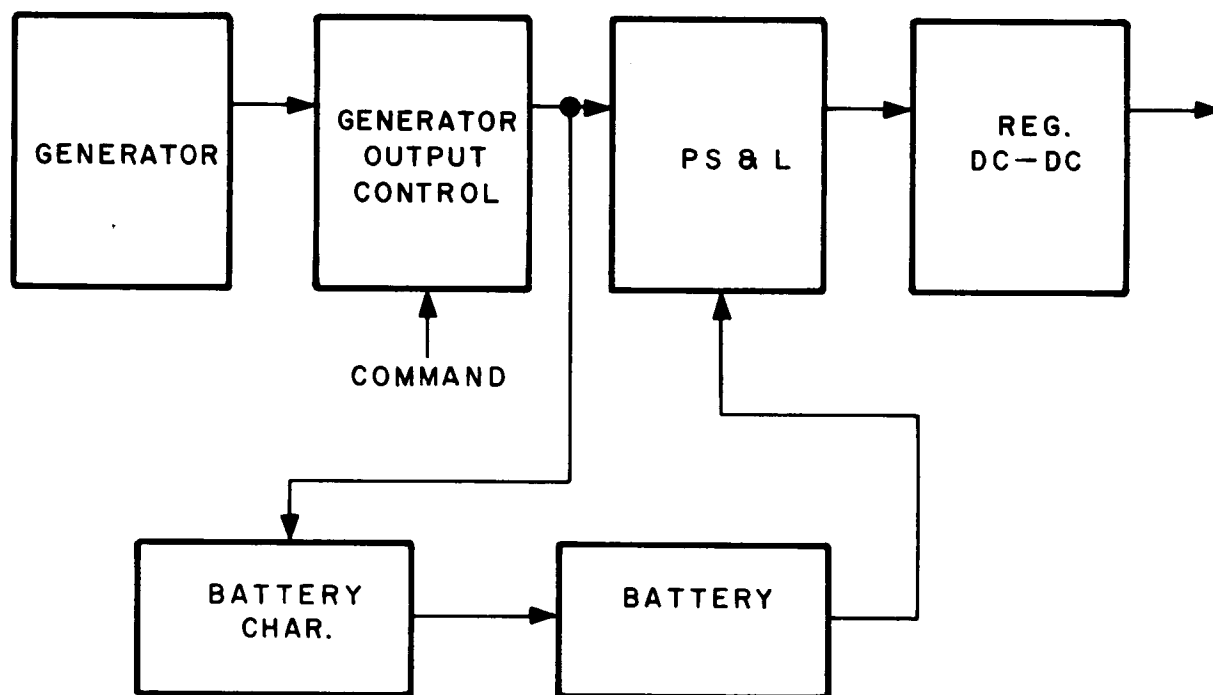 GENERATOR
GENERATOR
OUTPUT
CONTROL
PS & L
REG.
DC—DC
COMMAND
BATTERY
CHAR.
BATTERY